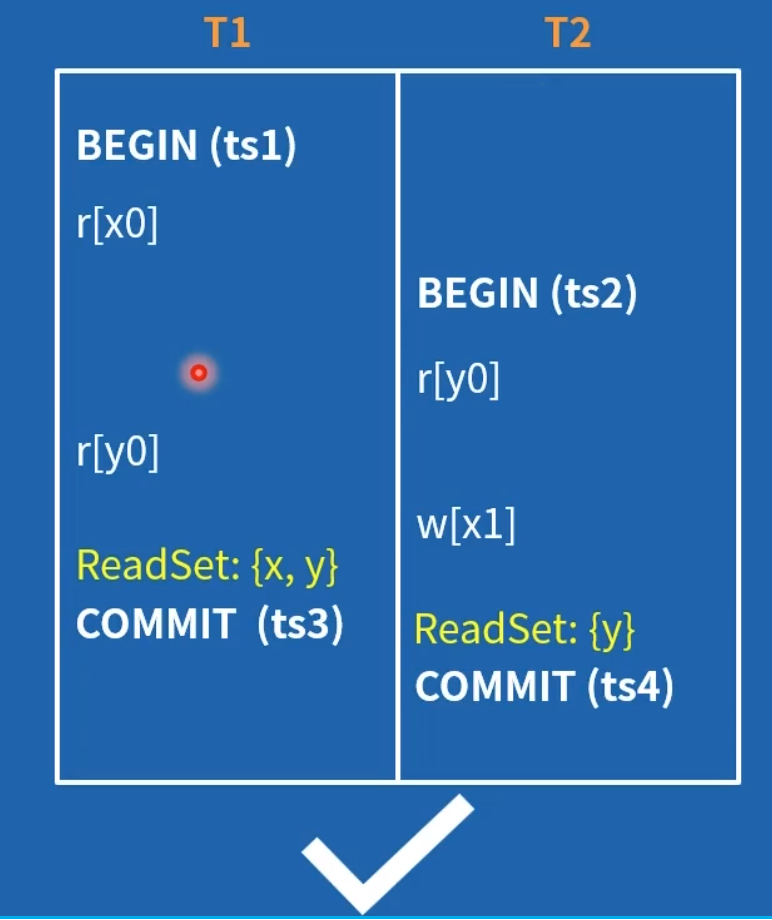 T1
T2
BEGIN (ts1)
r[x0]
BEGIN (ts2)
r[y0]
r[y0]
w[x1]
ReadSet: {x, y}
COMMIT (ts3)
ReadSet: {y}
COMMIT (ts4)